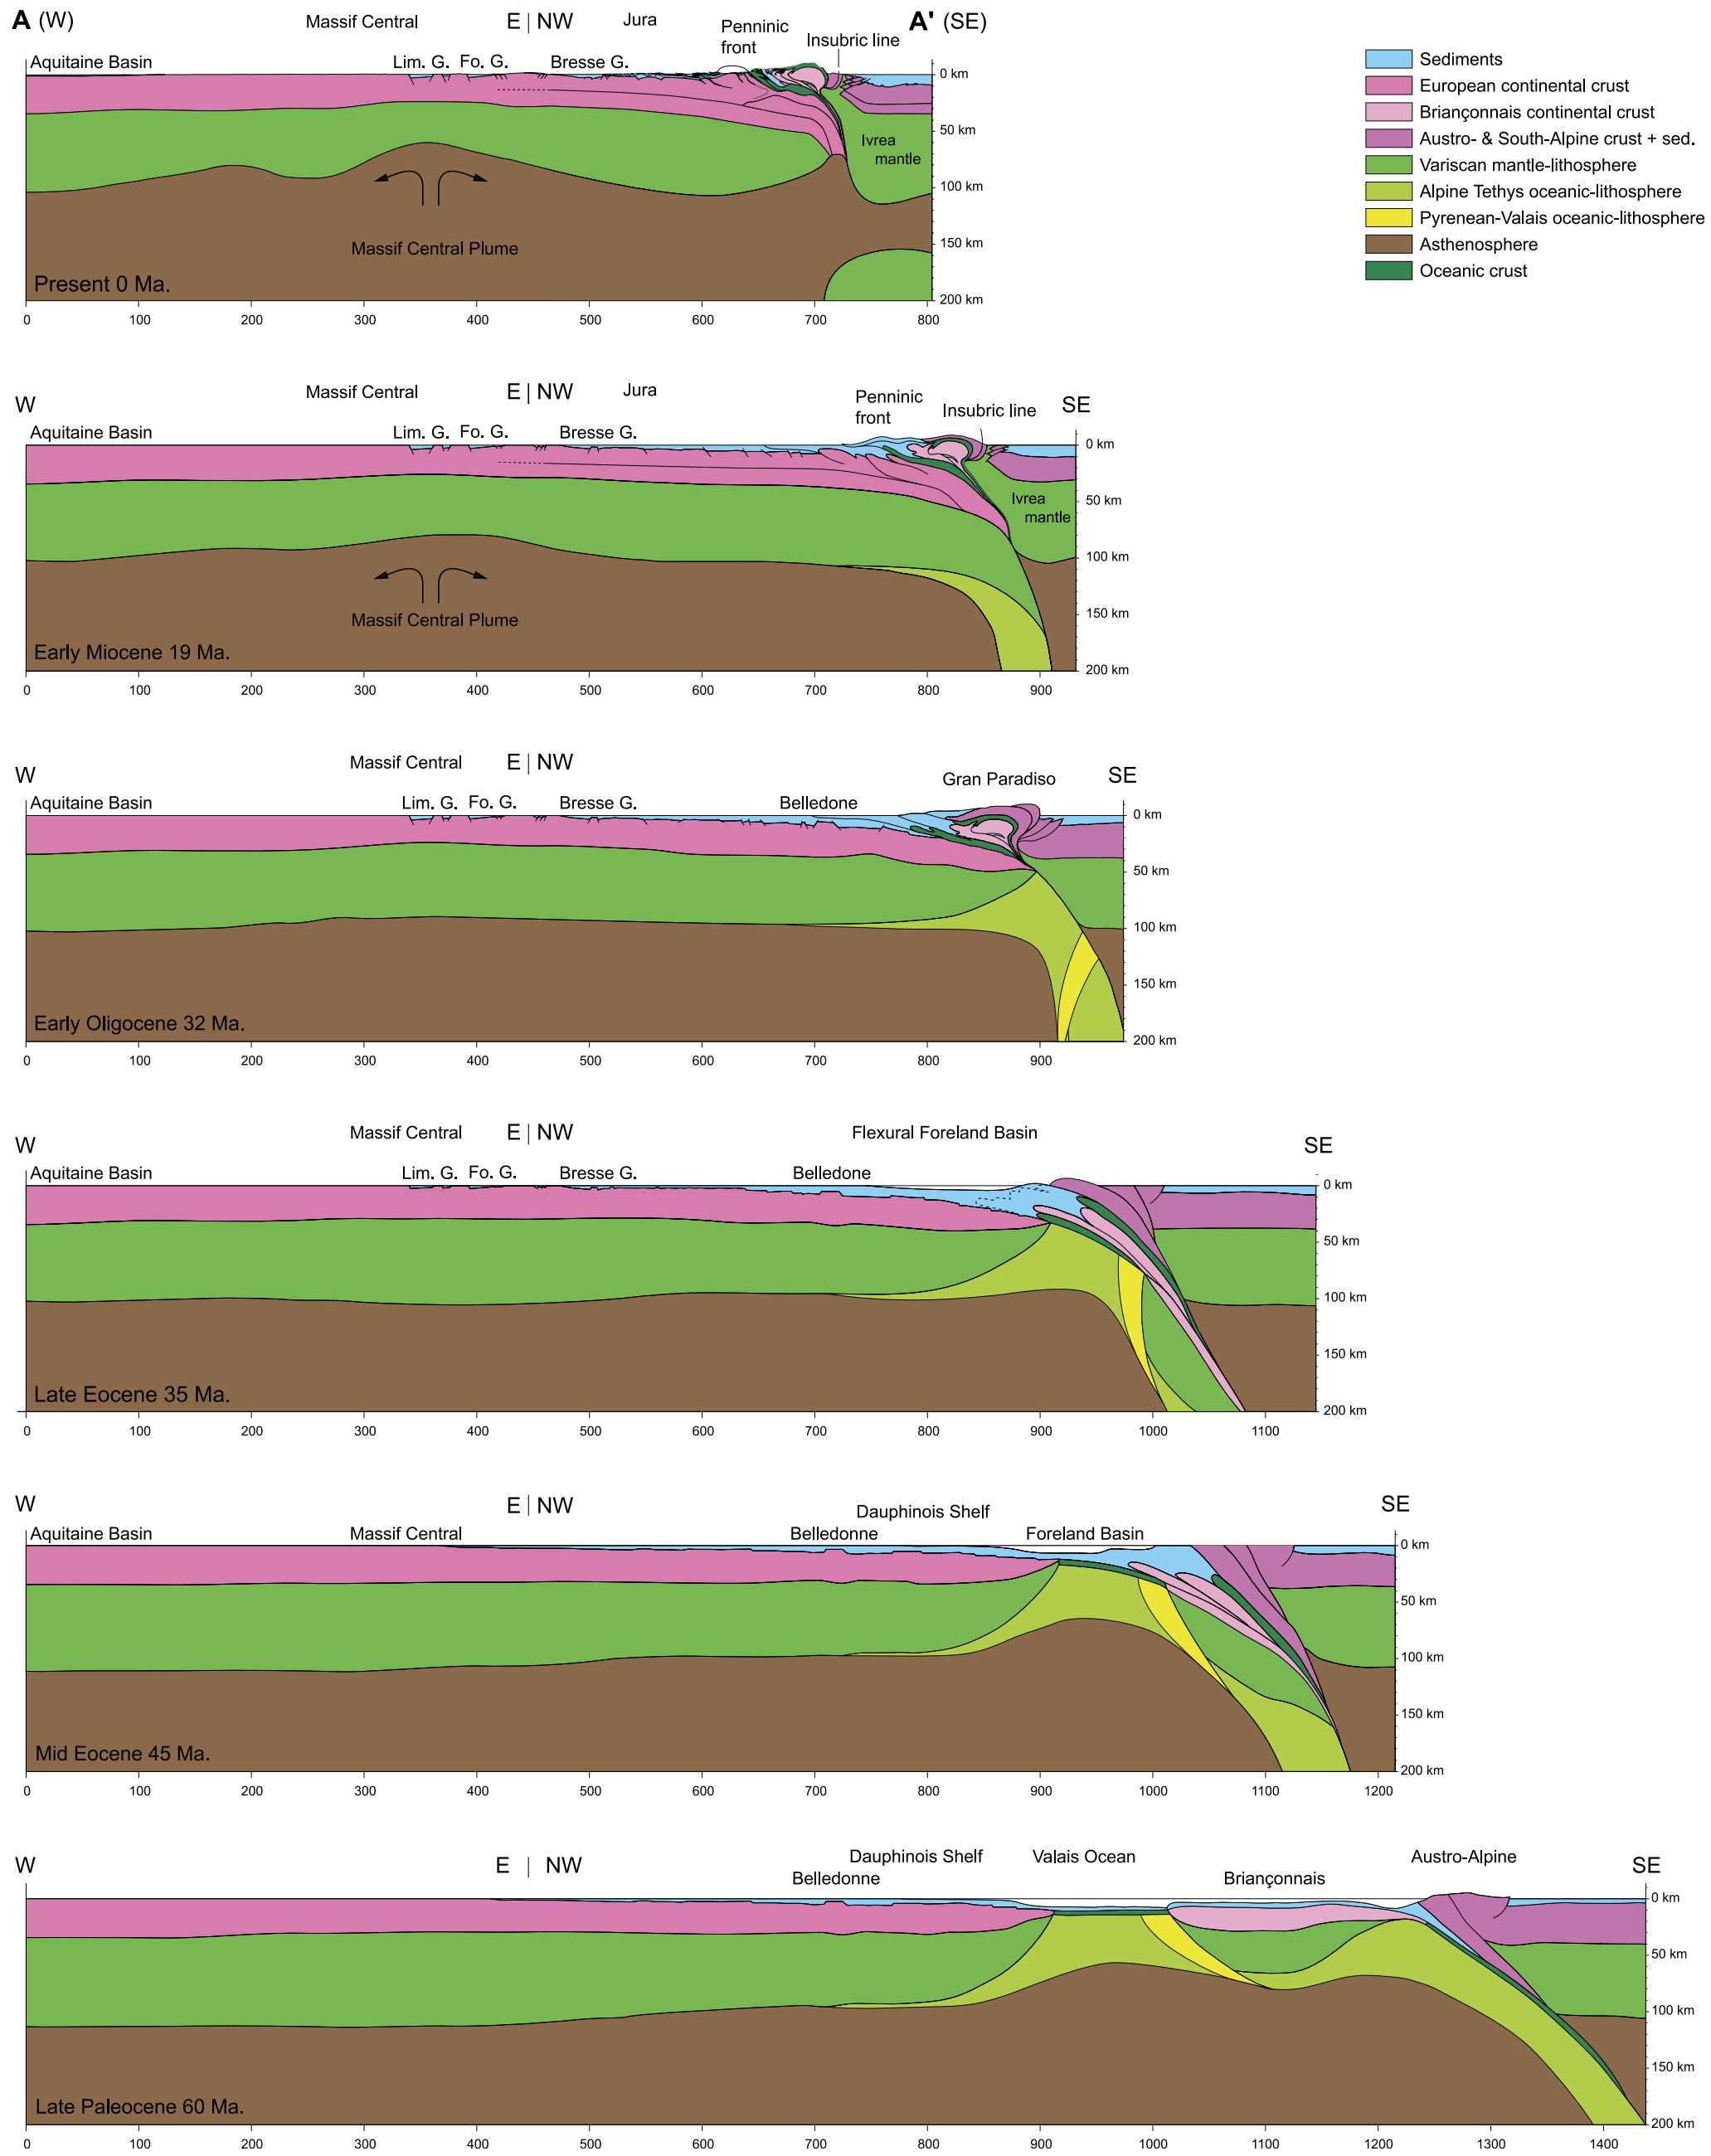 A (W) Massif Central E | NW Jura Penninic front A' (SE)
Insubric line
Aquitaine Basin Lim. G. Fo. G. Bresse G.
0 km
50 km
100 km
150 km
200 km
Ivrea mantle
Massif Central Plume
Present 0 Ma.
0 100 200 300 400 500 600 700 800
Sediments
European continental crust
Briançonnais continental crust
Austro- & South-Alpine crust + sed.
Variscan mantle-lithosphere
Alpine Tethys oceanic-lithosphere
Pyrenean-Valais oceanic-lithosphere
Asthenosphere
Oceanic crust
W Massif Central E | NW Jura Penninic front Insubric line SE
Aquitaine Basin Lim. G. Fo. G. Bresse G.
0 km
50 km
100 km
150 km
200 km
Ivrea mantle
Massif Central Plume
Early Miocene 19 Ma.
0 100 200 300 400 500 600 700 800 900
W Massif Central E | NW Gran Paradiso SE
Aquitaine Basin Lim. G. Fo. G. Bresse G. Belledone
0 km
50 km
100 km
150 km
200 km
Early Oligocene 32 Ma.
0 100 200 300 400 500 600 700 800 900
W Massif Central E | NW Flexural Foreland Basin SE
Aquitaine Basin Lim. G. Fo. G. Bresse G. Belledone
0 km
50 km
100 km
150 km
200 km
Late Eocene 35 Ma.
0 100 200 300 400 500 600 700 800 900 1000 1100
W E | NW Dauphinois Shelf SE
Aquitaine Basin Massif Central Belledonne Foreland Basin
0 km
50 km
100 km
150 km
200 km
Mid Eocene 45 Ma.
0 100 200 300 400 500 600 700 800 900 1000 1100 1200
W E | NW Dauphinois Shelf Valais Ocean Austro-Alpine SE
Belledonne Briançonnais
0 km
50 km
100 km
150 km
200 km
Late Paleocene 60 Ma.
0 100 200 300 400 500 600 700 800 900 1000 1100 1200 1300 1400